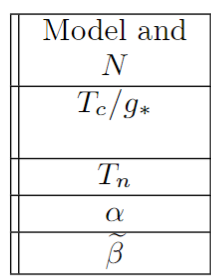 Model and
N
T_c/g_*
T_n
α
β̃